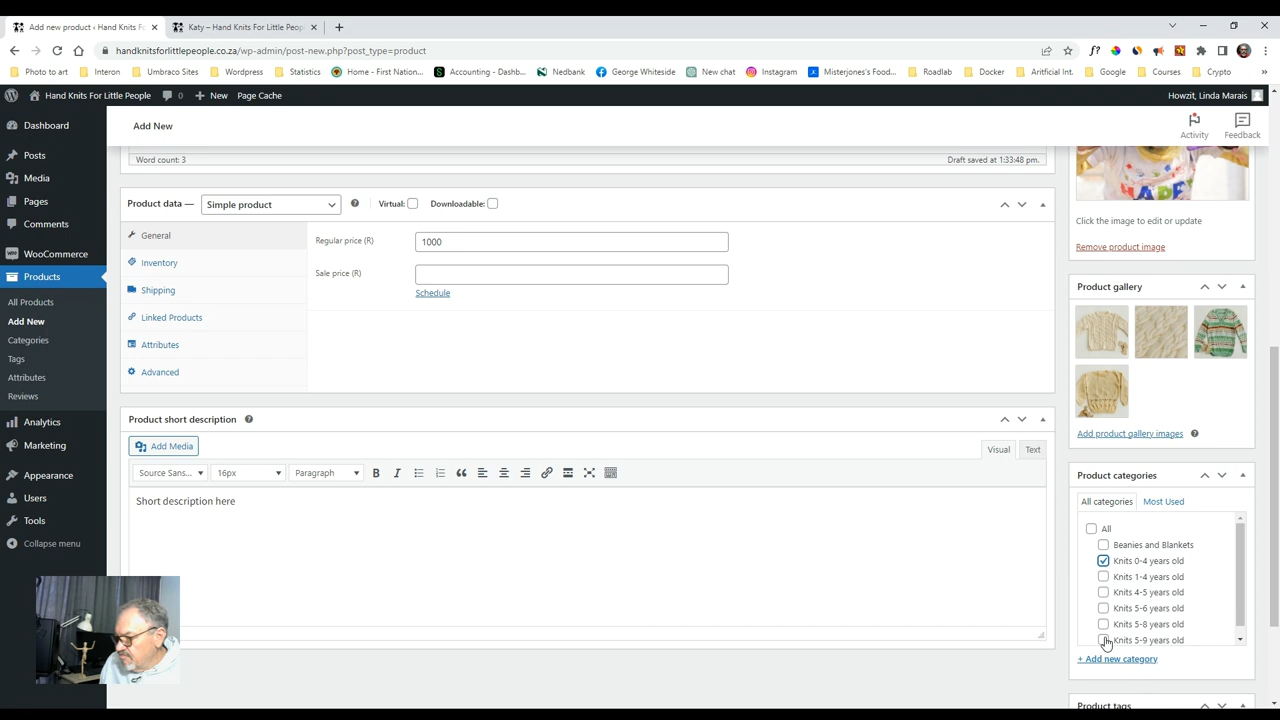 Add new product ‹ Hand Knits F
Katy – Hand Knits For Little Peopl
handknitsforlittlepeople.co.za/wp-admin/post-new.php?post_type=product
Photo to art
Interon
Umbraco Sites
Wordpress
Statistics
Home - First Nation...
Accounting - Dashb...
Nedbank
George Whiteside
New chat
Instagram
Misterjones's Food...
Roadlab
Docker
Aritficial Int.
Google
Courses
Crypto
»
Hand Knits For Little People
0
New
Page Cache
Howzit, Linda Marais
Dashboard
Posts
Media
Pages
Comments
WooCommerce
Products
All Products
Add New
Categories
Tags
Attributes
Reviews
Analytics
Marketing
Appearance
Users
Tools
Collapse menu
Add New
Activity
Feedback
Word count: 3
Draft saved at 1:33:48 pm.
Product data —
Simple product
Virtual:
Downloadable:
General
Inventory
Shipping
Linked Products
Attributes
Advanced
Regular price (R)
1000
Sale price (R)
Schedule
Product short description
Add Media
Visual
Text
Source Sans...
16px
Paragraph
B
I
Short description here
Click the image to edit or update
Remove product image
Product gallery
Add product gallery images
Product categories
All categories
Most Used
All
Beanies and Blankets
Knits 0-4 years old
Knits 1-4 years old
Knits 4-5 years old
Knits 5-6 years old
Knits 5-8 years old
Knits 5-9 years old
+ Add new category
Product tags